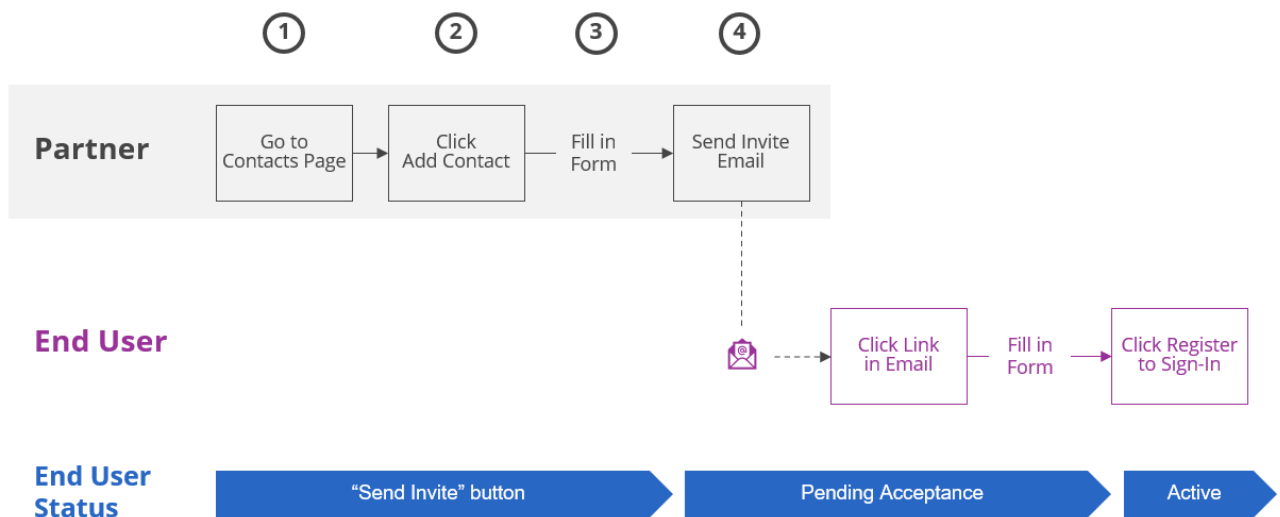 1 2 3 4
Partner
Go to
Contacts Page
Click
Add Contact
Fill in
Form
Send Invite
Email
End User
@
Click Link
in Email
Fill in
Form
Click Register
to Sign-In
End User
Status
“Send Invite” button
Pending Acceptance
Active